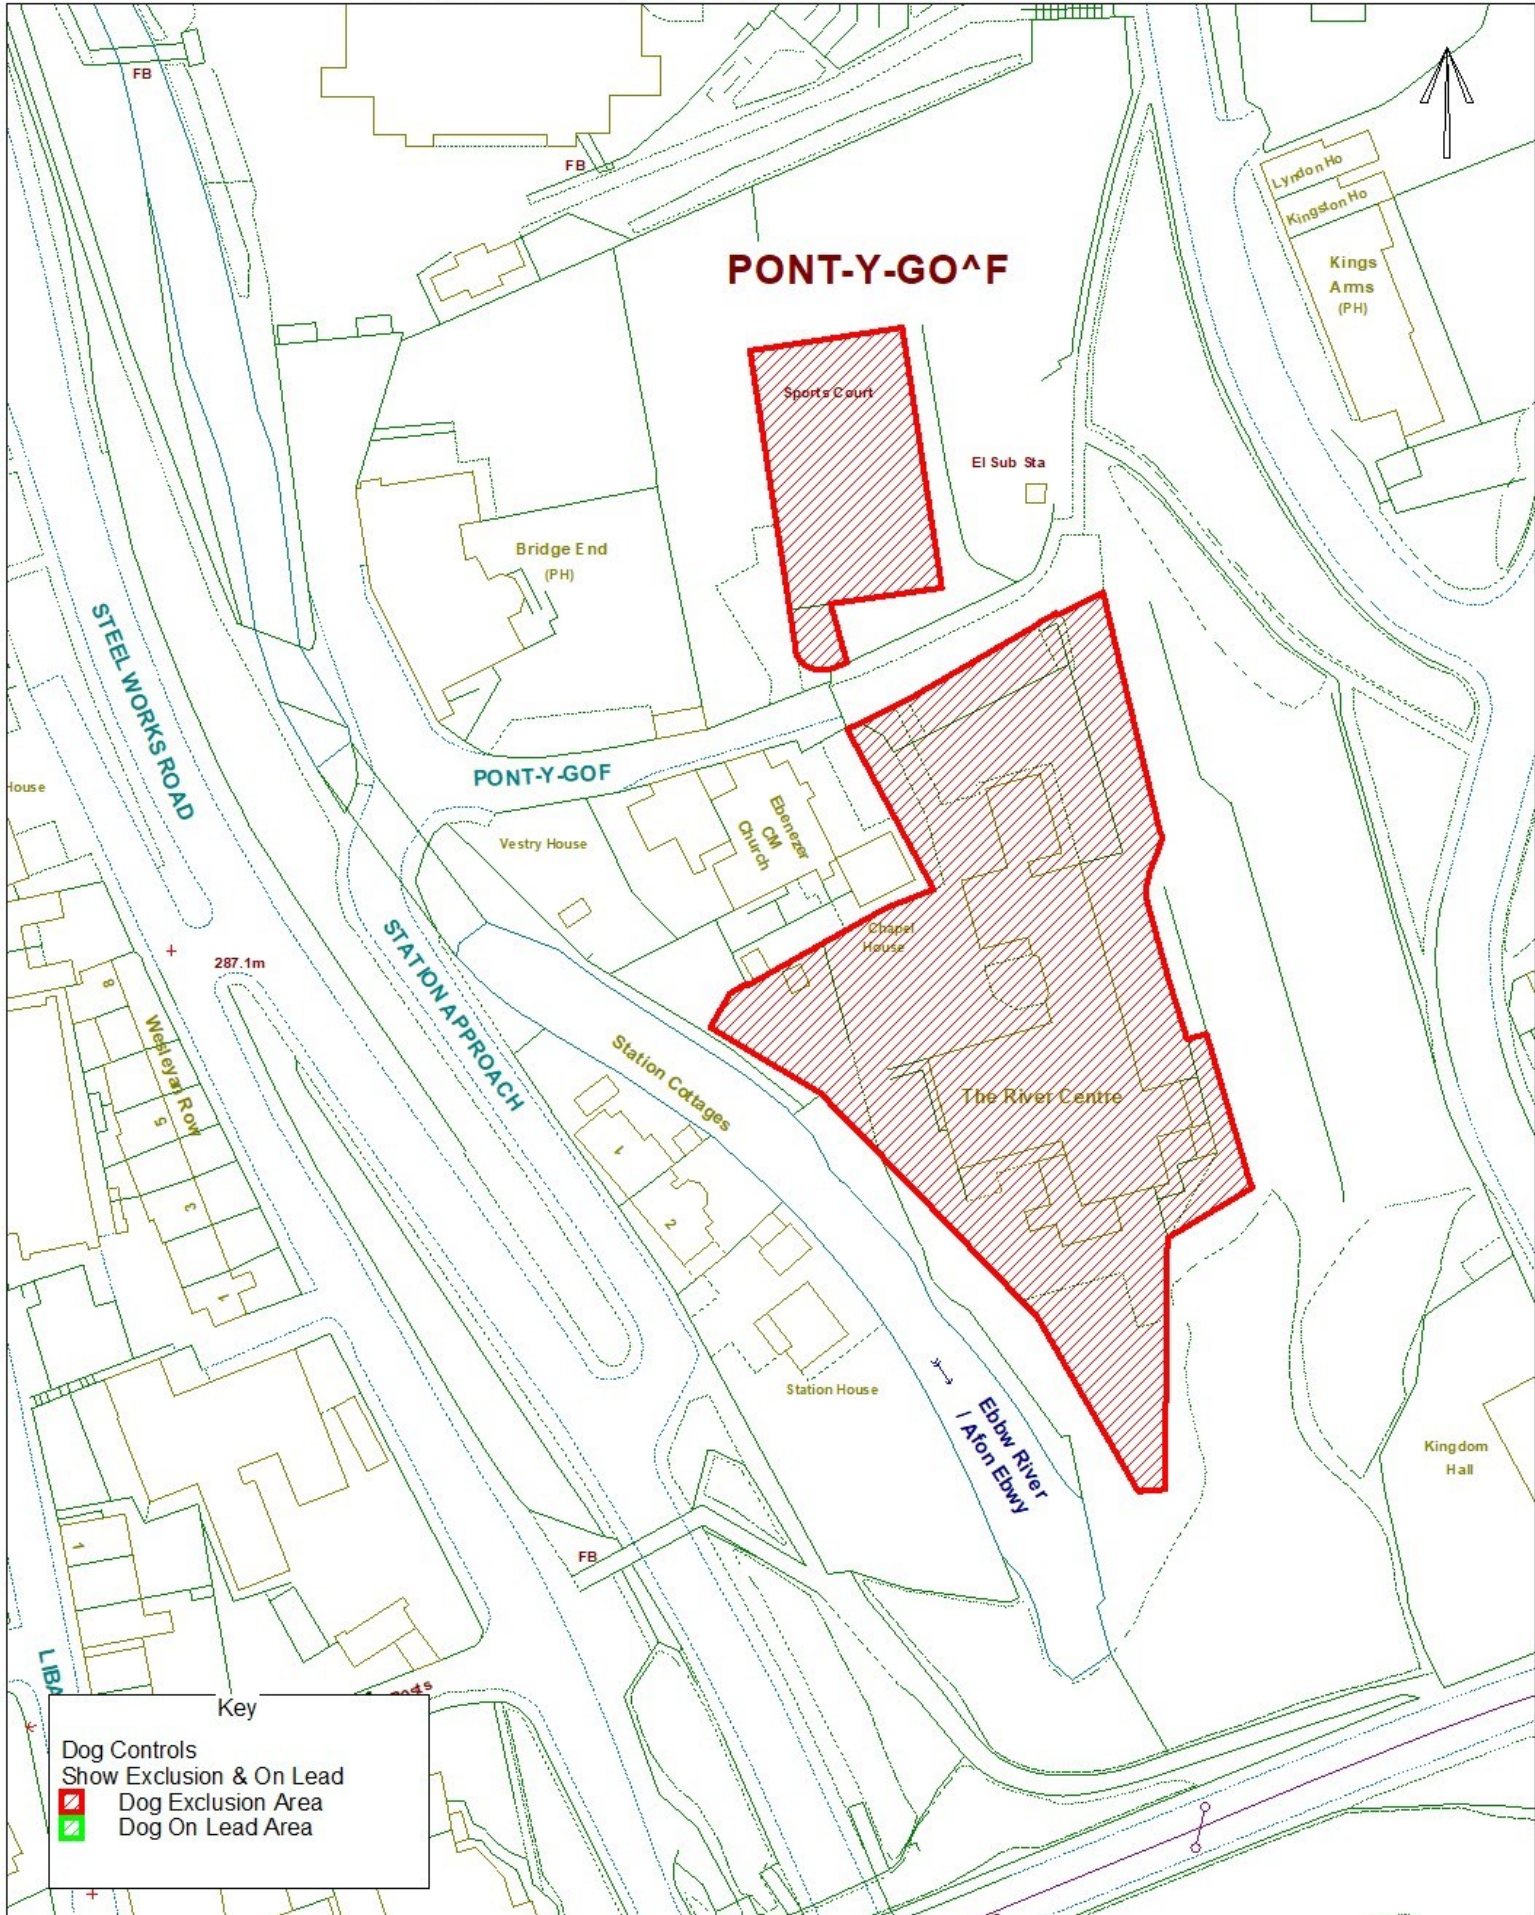 FB
FB
Lyndon Ho
Kingston Ho
Kings
Arms
(PH)
PONT-Y-GO^F
Sports Court
El Sub Sta
Bridge End
(PH)
STEEL WORKS ROAD
House
PONT-Y-GOF
Vestry House
Ebenezer
CM
Church
Chapel
House
STATION APPROACH
287.1m
8
Wesleyan Row
5
3
1
Station Cottages
1
2
The River Centre
Station House
Ebbw River
/ Afon Ebwy
Kingdom
Hall
FB
1
LIBA
Posts
Key
Dog Controls
Show Exclusion & On Lead
Dog Exclusion Area
Dog On Lead Area